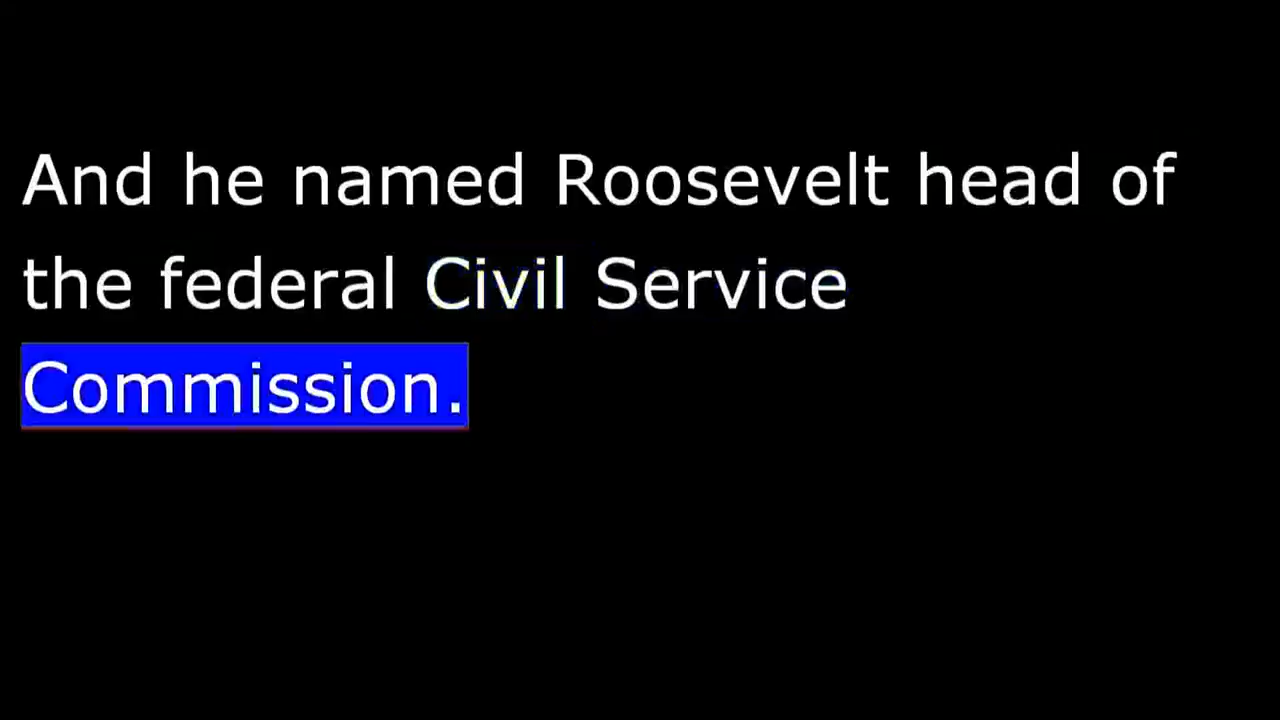 And he named Roosevelt head of
the federal Civil Service
Commission.